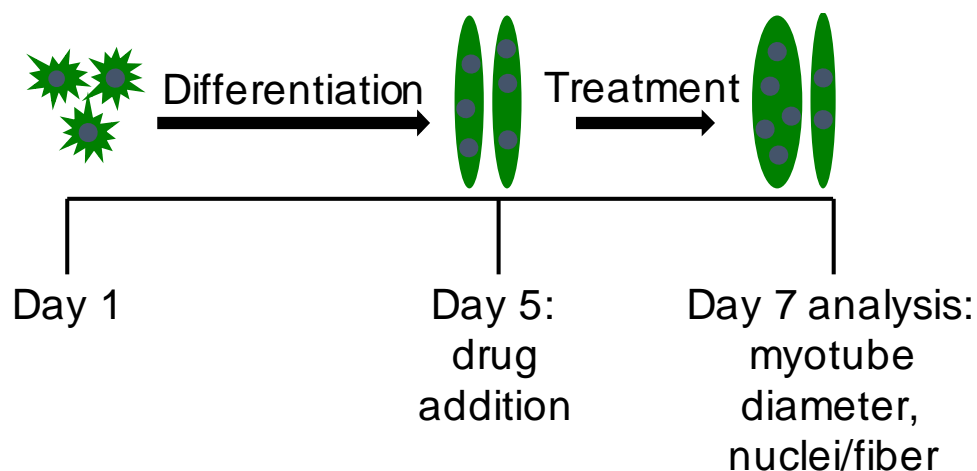 Differentiation
Treatment
Day 1
Day 5:
drug
addition
Day 7 analysis:
myotube
diameter,
nuclei/fiber